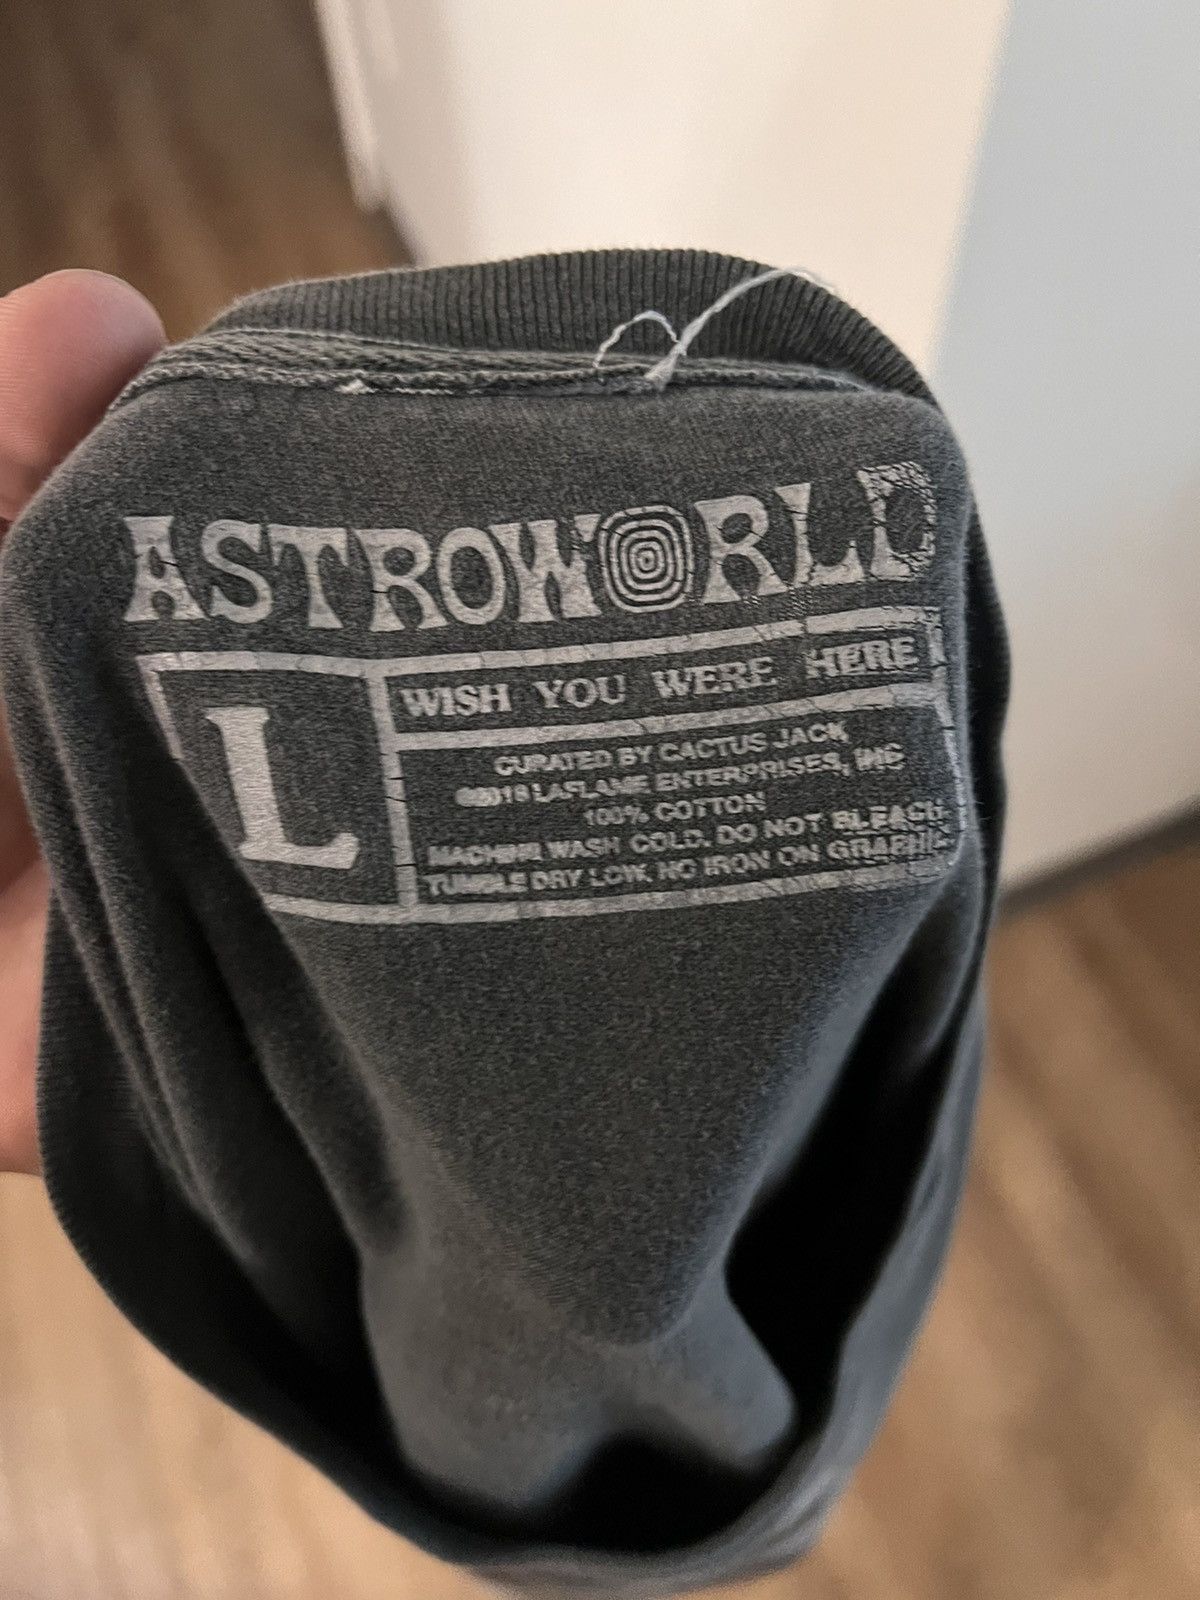 ASTROWORLD
L
WISH YOU WERE HERE
CURATED BY CACTUS JACK
©2018 LAFLAME ENTERPRISES, INC
100% COTTON
MACHINE WASH COLD. DO NOT BLEACH.
TUMBLE DRY LOW. NO IRON ON GRAPHIC